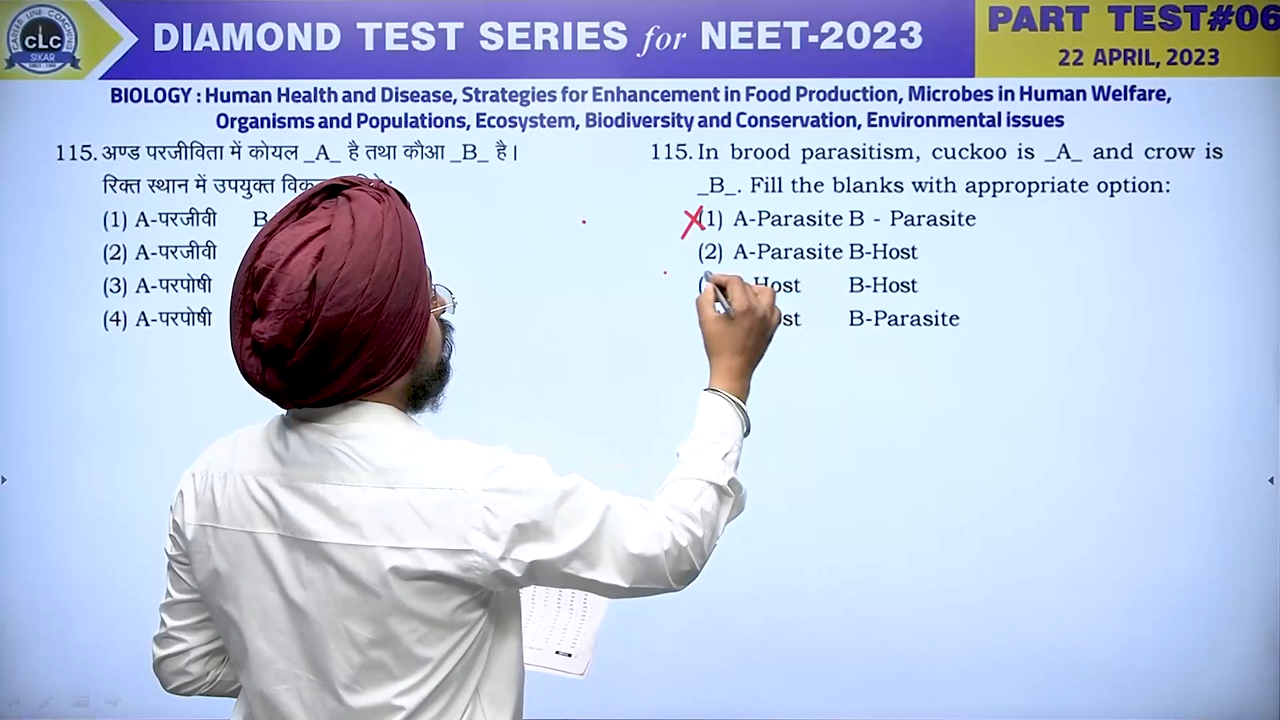 CAREER LINE COACHING
CLC
SIKAR
DIAMOND TEST SERIES for NEET-2023
PART TEST#06
22 APRIL, 2023
BIOLOGY : Human Health and Disease, Strategies for Enhancement in Food Production, Microbes in Human Welfare,
Organisms and Populations, Ecosystem, Biodiversity and Conservation, Environmental issues
115. अण्ड परजीविता में कोयल _A_ है तथा कौआ _B_ है।
रिक्त स्थान में उपयुक्त
(1) A-परजीवी B
(2) A-परजीवी
(3) A-परपोषी
(4) A-परपोषी
115. In brood parasitism, cuckoo is _A_ and crow is
_B_. Fill the blanks with appropriate option:
(1) A-Parasite B - Parasite
(2) A-Parasite B-Host
Host B-Host
B-Parasite